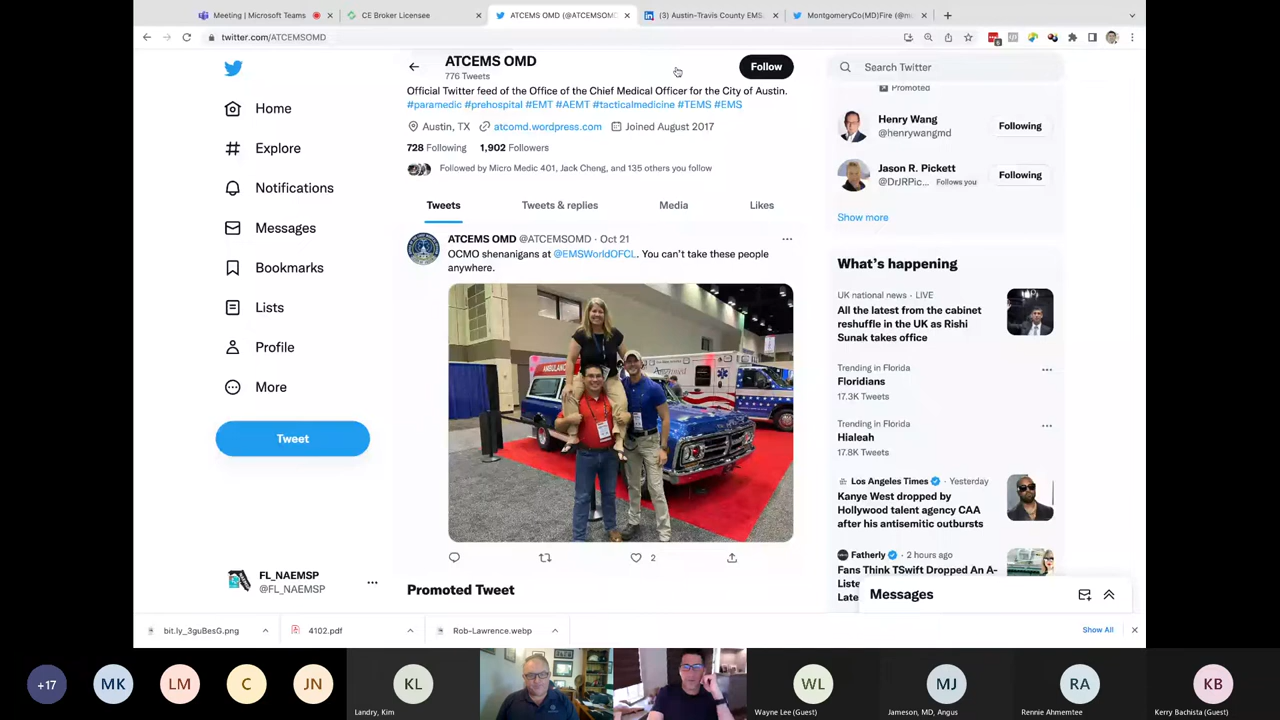 Meeting | Microsoft Teams
CE Broker Licensee
ATCEMS OMD (@ATCEMSOMD
(3) Austin-Travis County EMS
MontgomeryCo(MD)Fire (@m
twitter.com/ATCEMSOMD
6
ATCEMS OMD
776 Tweets
Follow
Search Twitter
Official Twitter feed of the Office of the Chief Medical Officer for the City of Austin.
#paramedic #prehospital #EMT #AEMT #tacticalmedicine #TEMS #EMS
Austin, TX atcomd.wordpress.com Joined August 2017
728 Following 1,902 Followers
Followed by Micro Medic 401, Jack Cheng, and 135 others you follow
Tweets
Tweets & replies
Media
Likes
ATCEMS OMD @ATCEMSOMD · Oct 21
OCMO shenanigans at @EMSWorldOFCL. You can't take these people
anywhere.
AMBULANCE
2
Promoted Tweet
Home
Explore
Notifications
Messages
Bookmarks
Lists
Profile
More
Tweet
FL_NAEMSP
@FL_NAEMSP
Promoted
Henry Wang
@henrywangmd
Following
Jason R. Pickett
@DrJRPic... Follows you
Following
Show more
What's happening
UK national news · LIVE
All the latest from the cabinet
reshuffle in the UK as Rishi
Sunak takes office
Trending in Florida
Floridians
17.3K Tweets
Trending in Florida
Hialeah
17.8K Tweets
Los Angeles Times · Yesterday
Kanye West dropped by
Hollywood talent agency CAA
after his antisemitic outbursts
Fatherly · 2 hours ago
Fans Think TSwift Dropped An A-
Liste
Late
Messages
bit.ly_3guBesG.png
4102.pdf
Rob-Lawrence.webp
Show All
+17
MK
LM
C
JN
KL
Landry, Kim
WL
Wayne Lee (Guest)
MJ
Jameson, MD, Angus
RA
Rennie Ahmemtee
KB
Kerry Bachista (Guest)